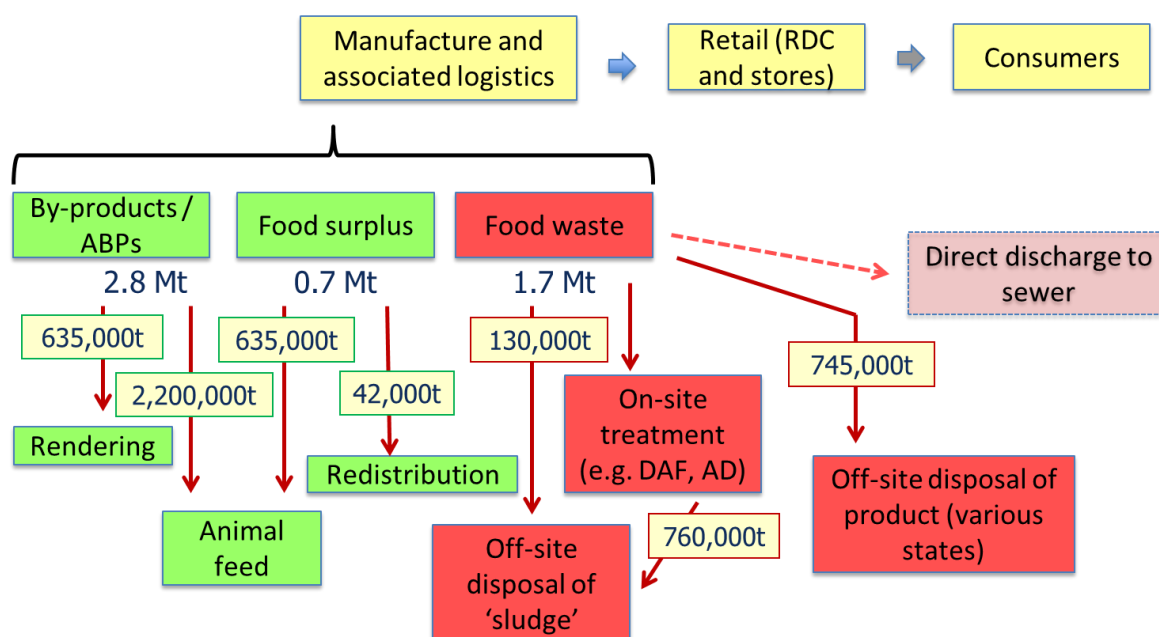 Manufacture and
associated logistics
Retail (RDC
and stores)
Consumers
By-products /
ABPs
Food surplus
Food waste
Direct discharge to
sewer
2.8 Mt
0.7 Mt
1.7 Mt
635,000t
635,000t
130,000t
745,000t
2,200,000t
42,000t
On-site
treatment
(e.g. DAF, AD)
Rendering
Redistribution
Off-site disposal of
product (various
states)
Animal
feed
760,000t
Off-site
disposal of
‘sludge’